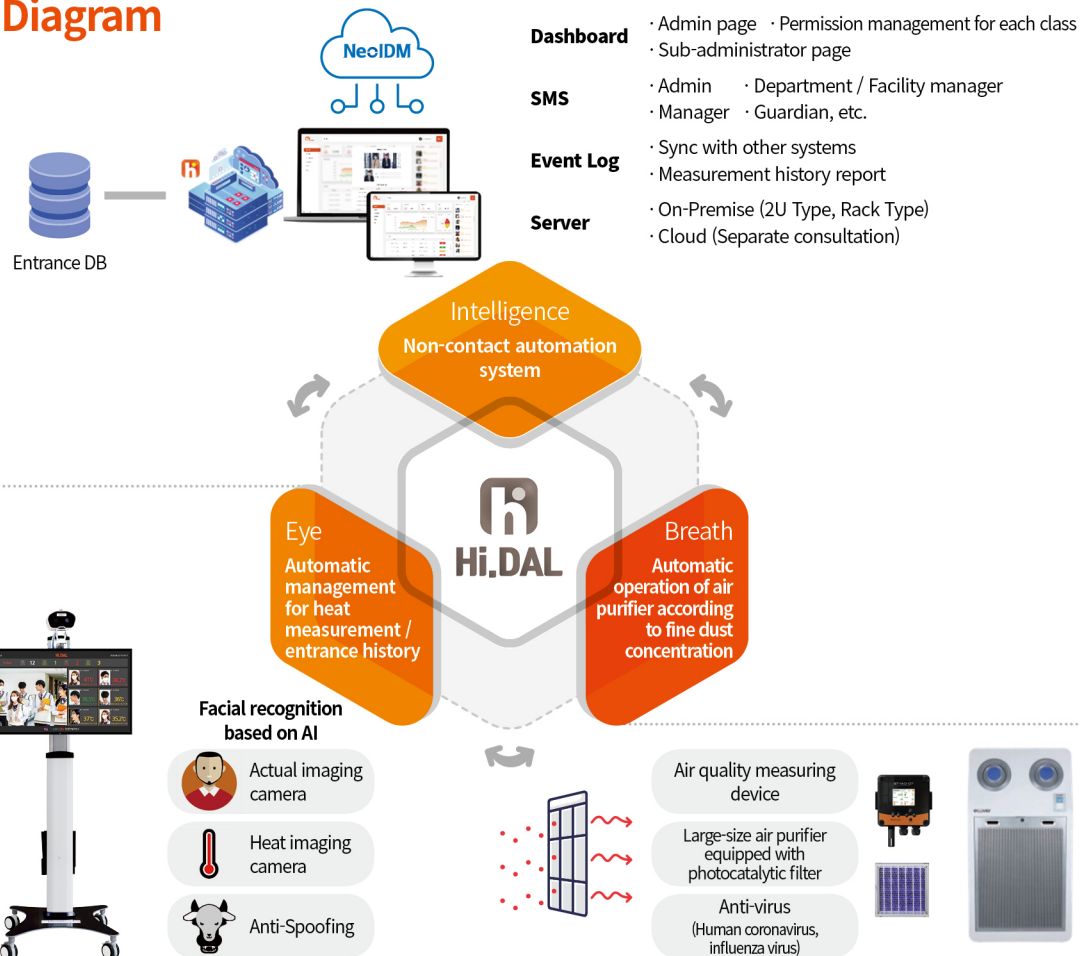 Diagram
NeoIDM
Dashboard
· Admin page · Permission management for each class
· Sub-administrator page
SMS
· Admin · Department / Facility manager
· Manager · Guardian, etc.
Event Log
· Sync with other systems
· Measurement history report
Server
· On-Premise (2U Type, Rack Type)
· Cloud (Separate consultation)
Entrance DB
Intelligence
Non-contact automation
system
Eye
Automatic
management
for heat
measurement /
entrance history
Hi.DAL
Breath
Automatic
operation of air
purifier according
to fine dust
concentration
Facial recognition
based on AI
Actual imaging
camera
Heat imaging
camera
Anti-Spoofing
Air quality measuring
device
Large-size air purifier
equipped with
photocatalytic filter
Anti-virus
(Human coronavirus,
influenza virus)